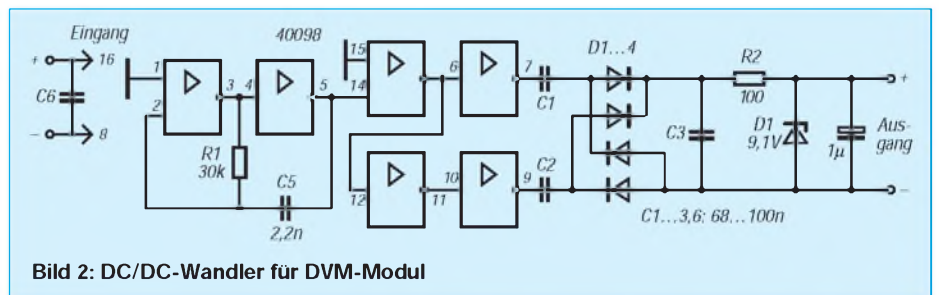 Eingang
40098
D1...4
+
16
C6
–
8
1
2
3
4
5
15
14
6
7
C1
R2
100
+
R1
30k
C5
2,2n
12
11
10
9
C2
C3
D1
9,1V
1µ
Aus-
gang
–
C1...3,6: 68...100n
Bild 2: DC/DC-Wandler für DVM-Modul